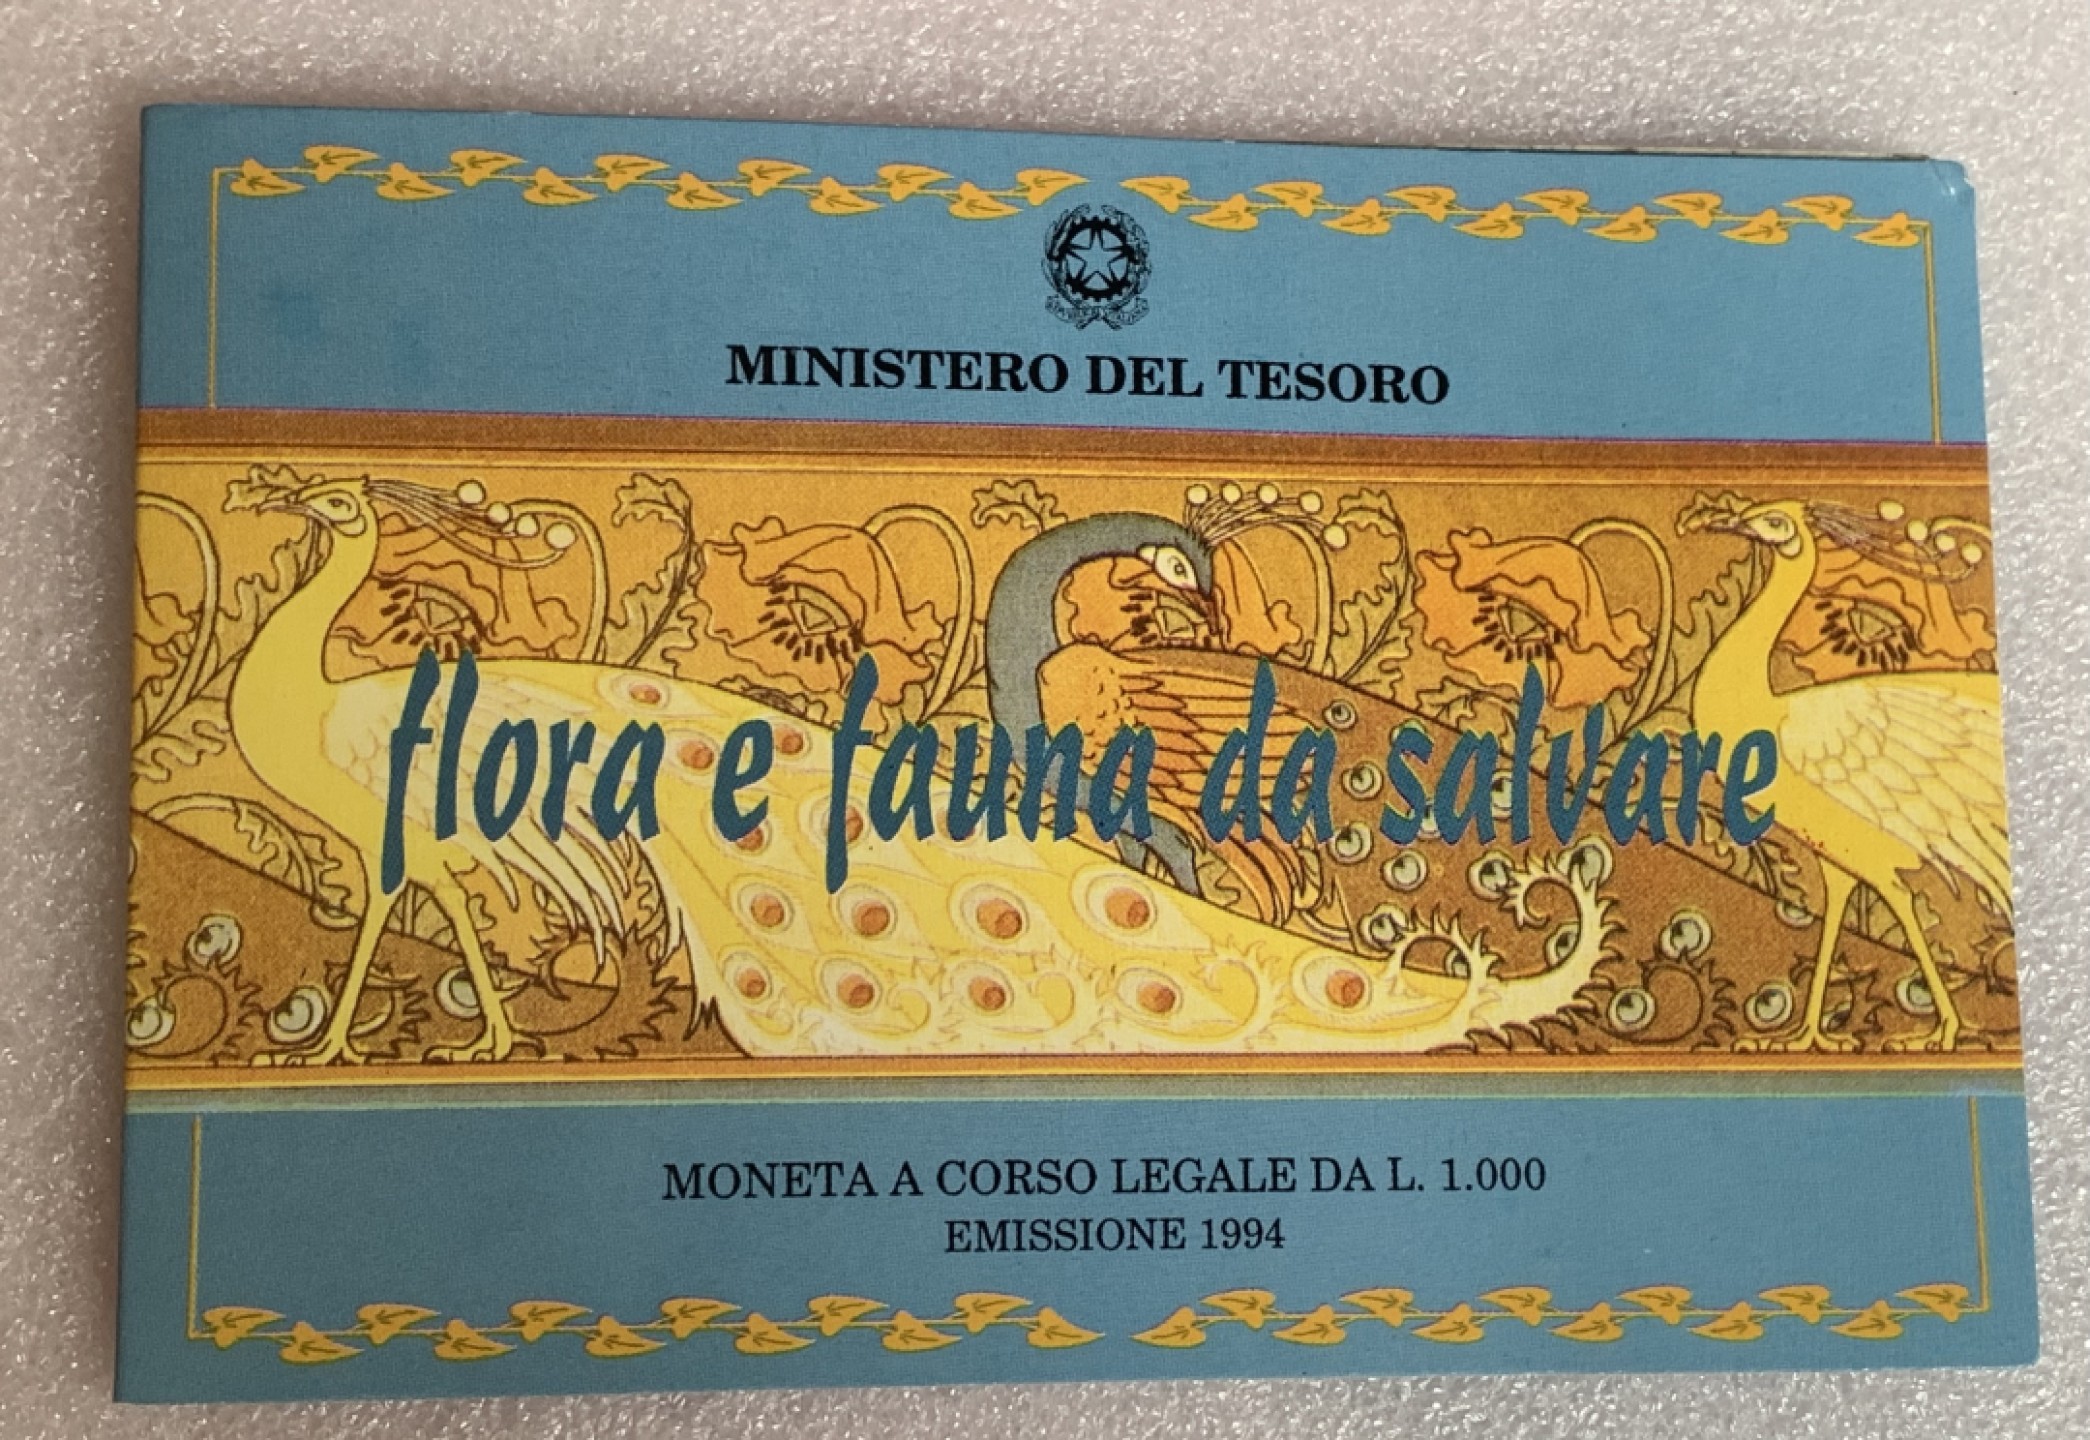 MINISTERO DEL TESORO
flora e fauna da salvare
MONETA A CORSO LEGALE DA L. 1.000
EMISSIONE 1994